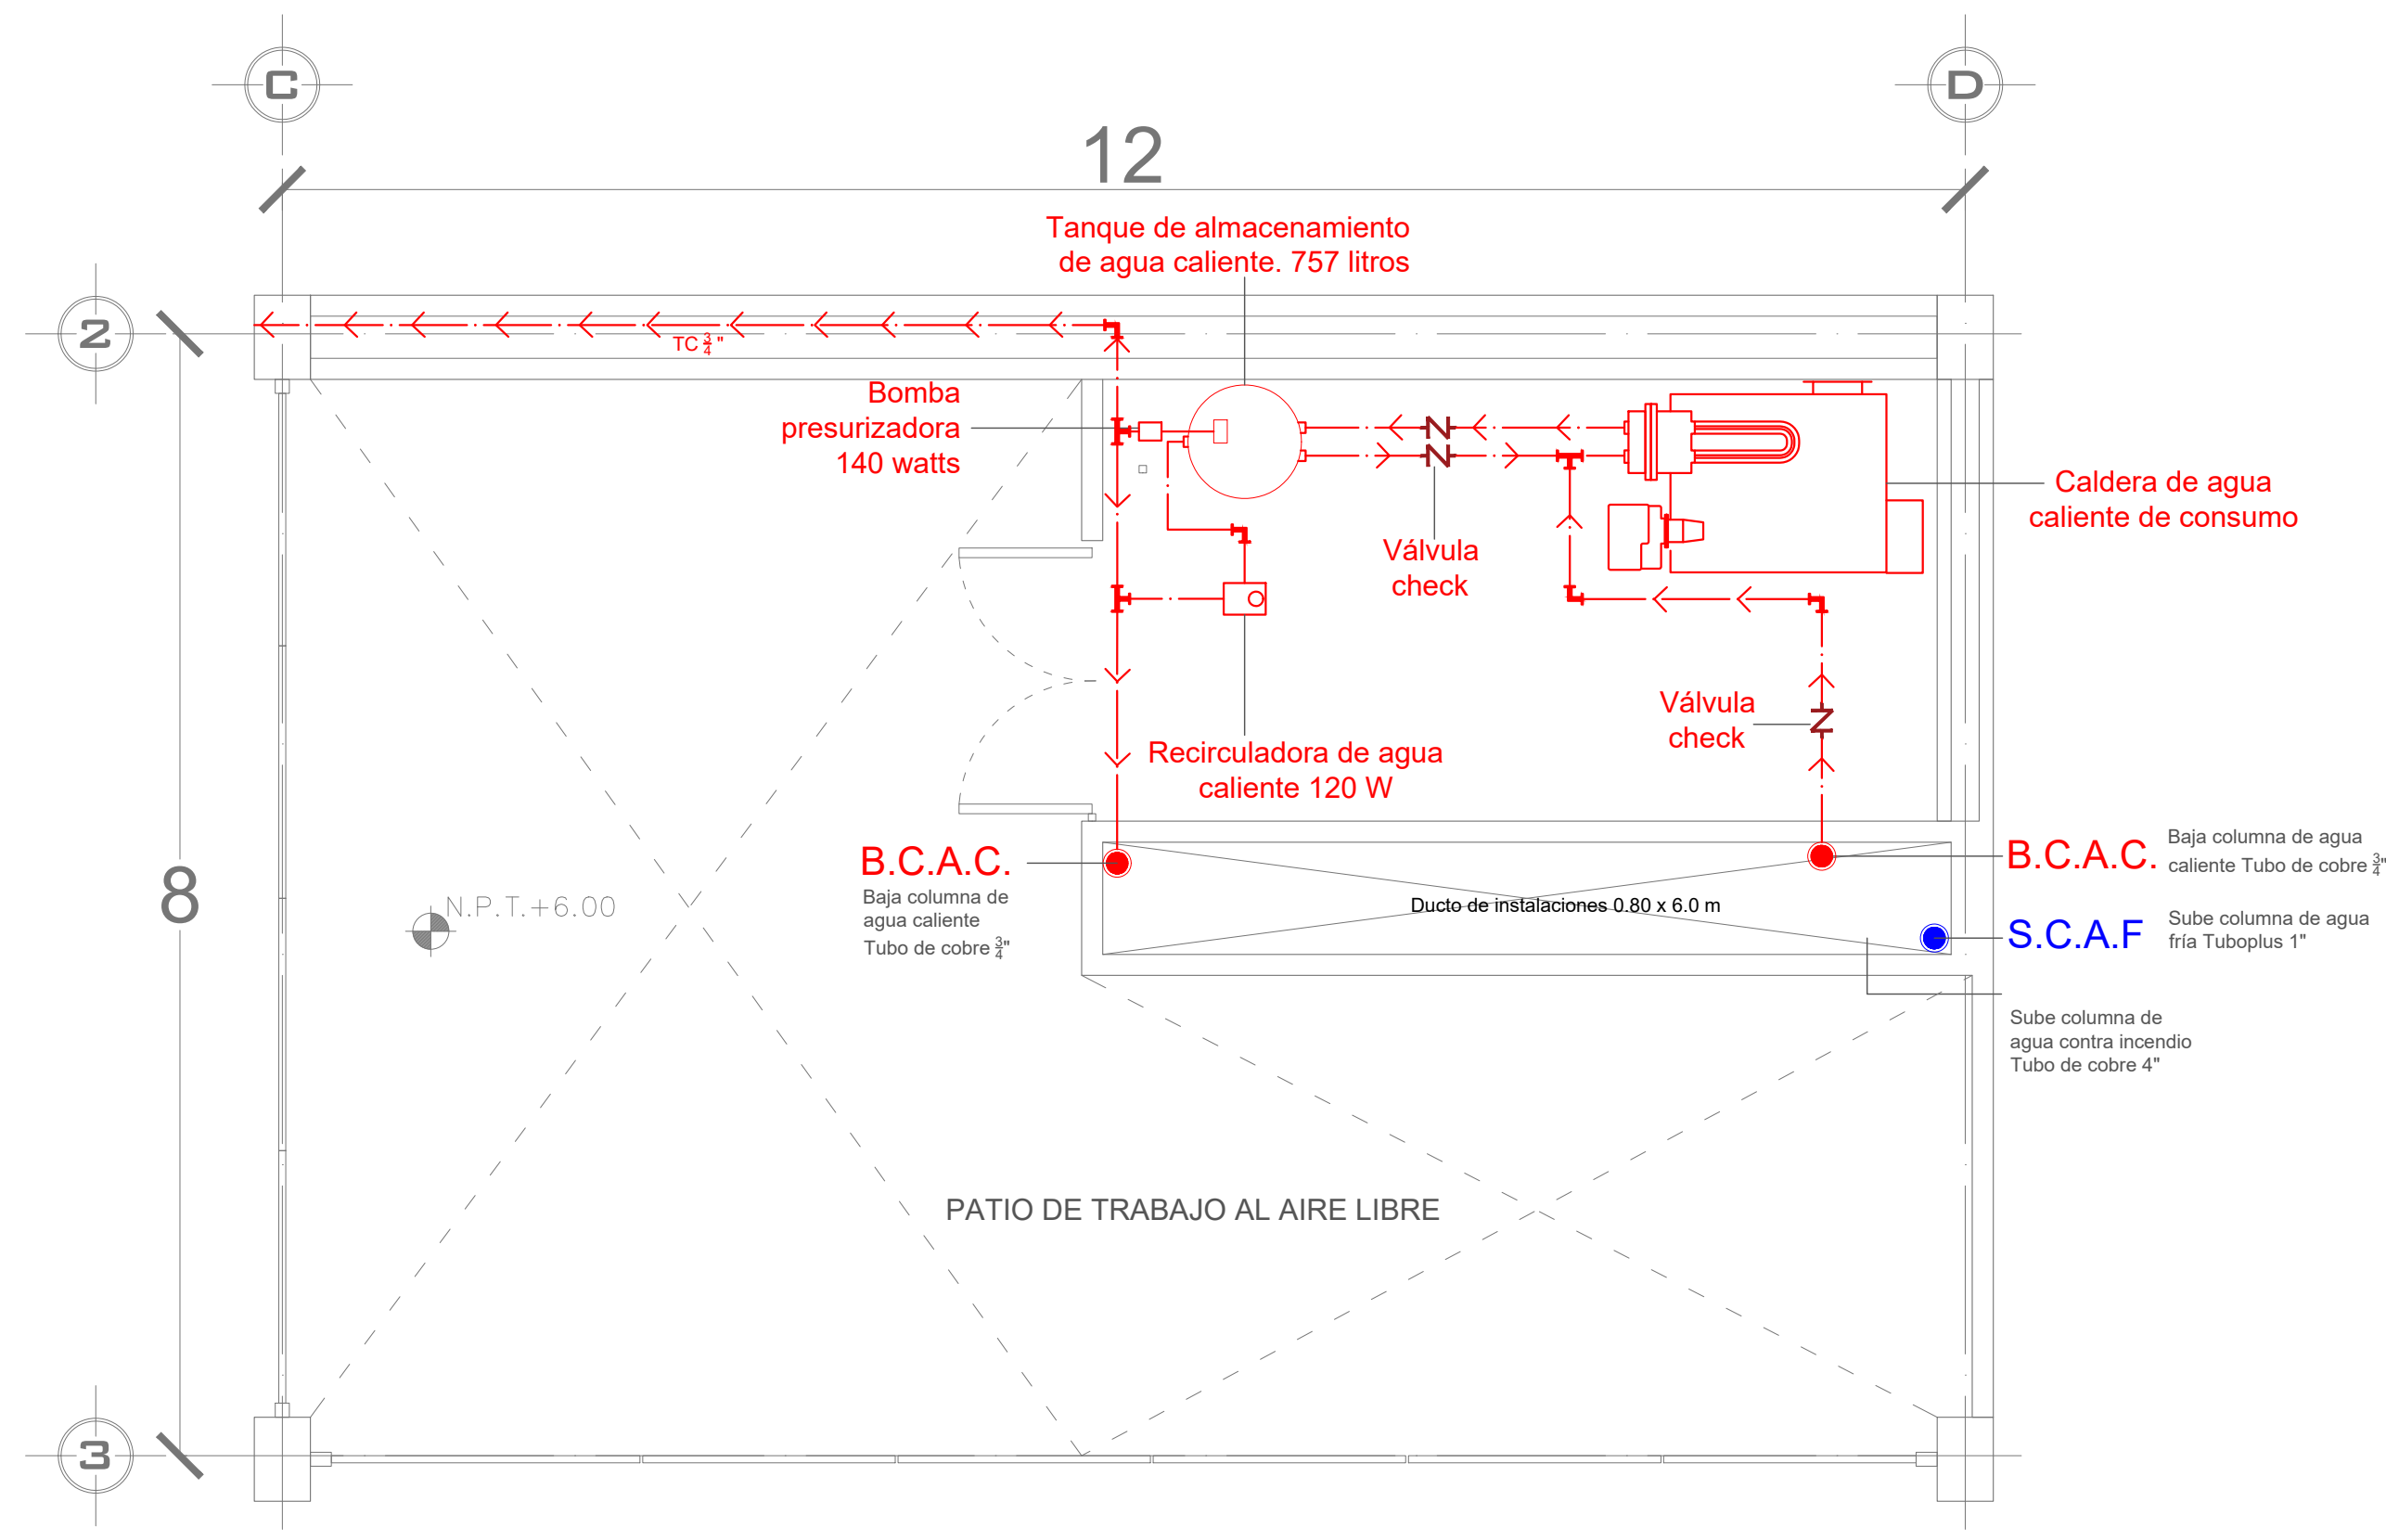 C
D
12
Tanque de almacenamiento
de agua caliente. 757 litros
2
TC 3/4 "
Bomba
presurizadora
140 watts
Caldera de agua
caliente de consumo
Válvula
check
Válvula
check
Recirculadora de agua
caliente 120 W
B.C.A.C.
Baja columna de agua
caliente Tubo de cobre 3/4"
B.C.A.C.
Baja columna de
agua caliente
Tubo de cobre 3/4"
8
N.P.T.+6.00
Ducto de instalaciones 0.80 x 6.0 m
S.C.A.F
Sube columna de agua
fría Tuboplus 1"
Sube columna de
agua contra incendio
Tubo de cobre 4"
PATIO DE TRABAJO AL AIRE LIBRE
3